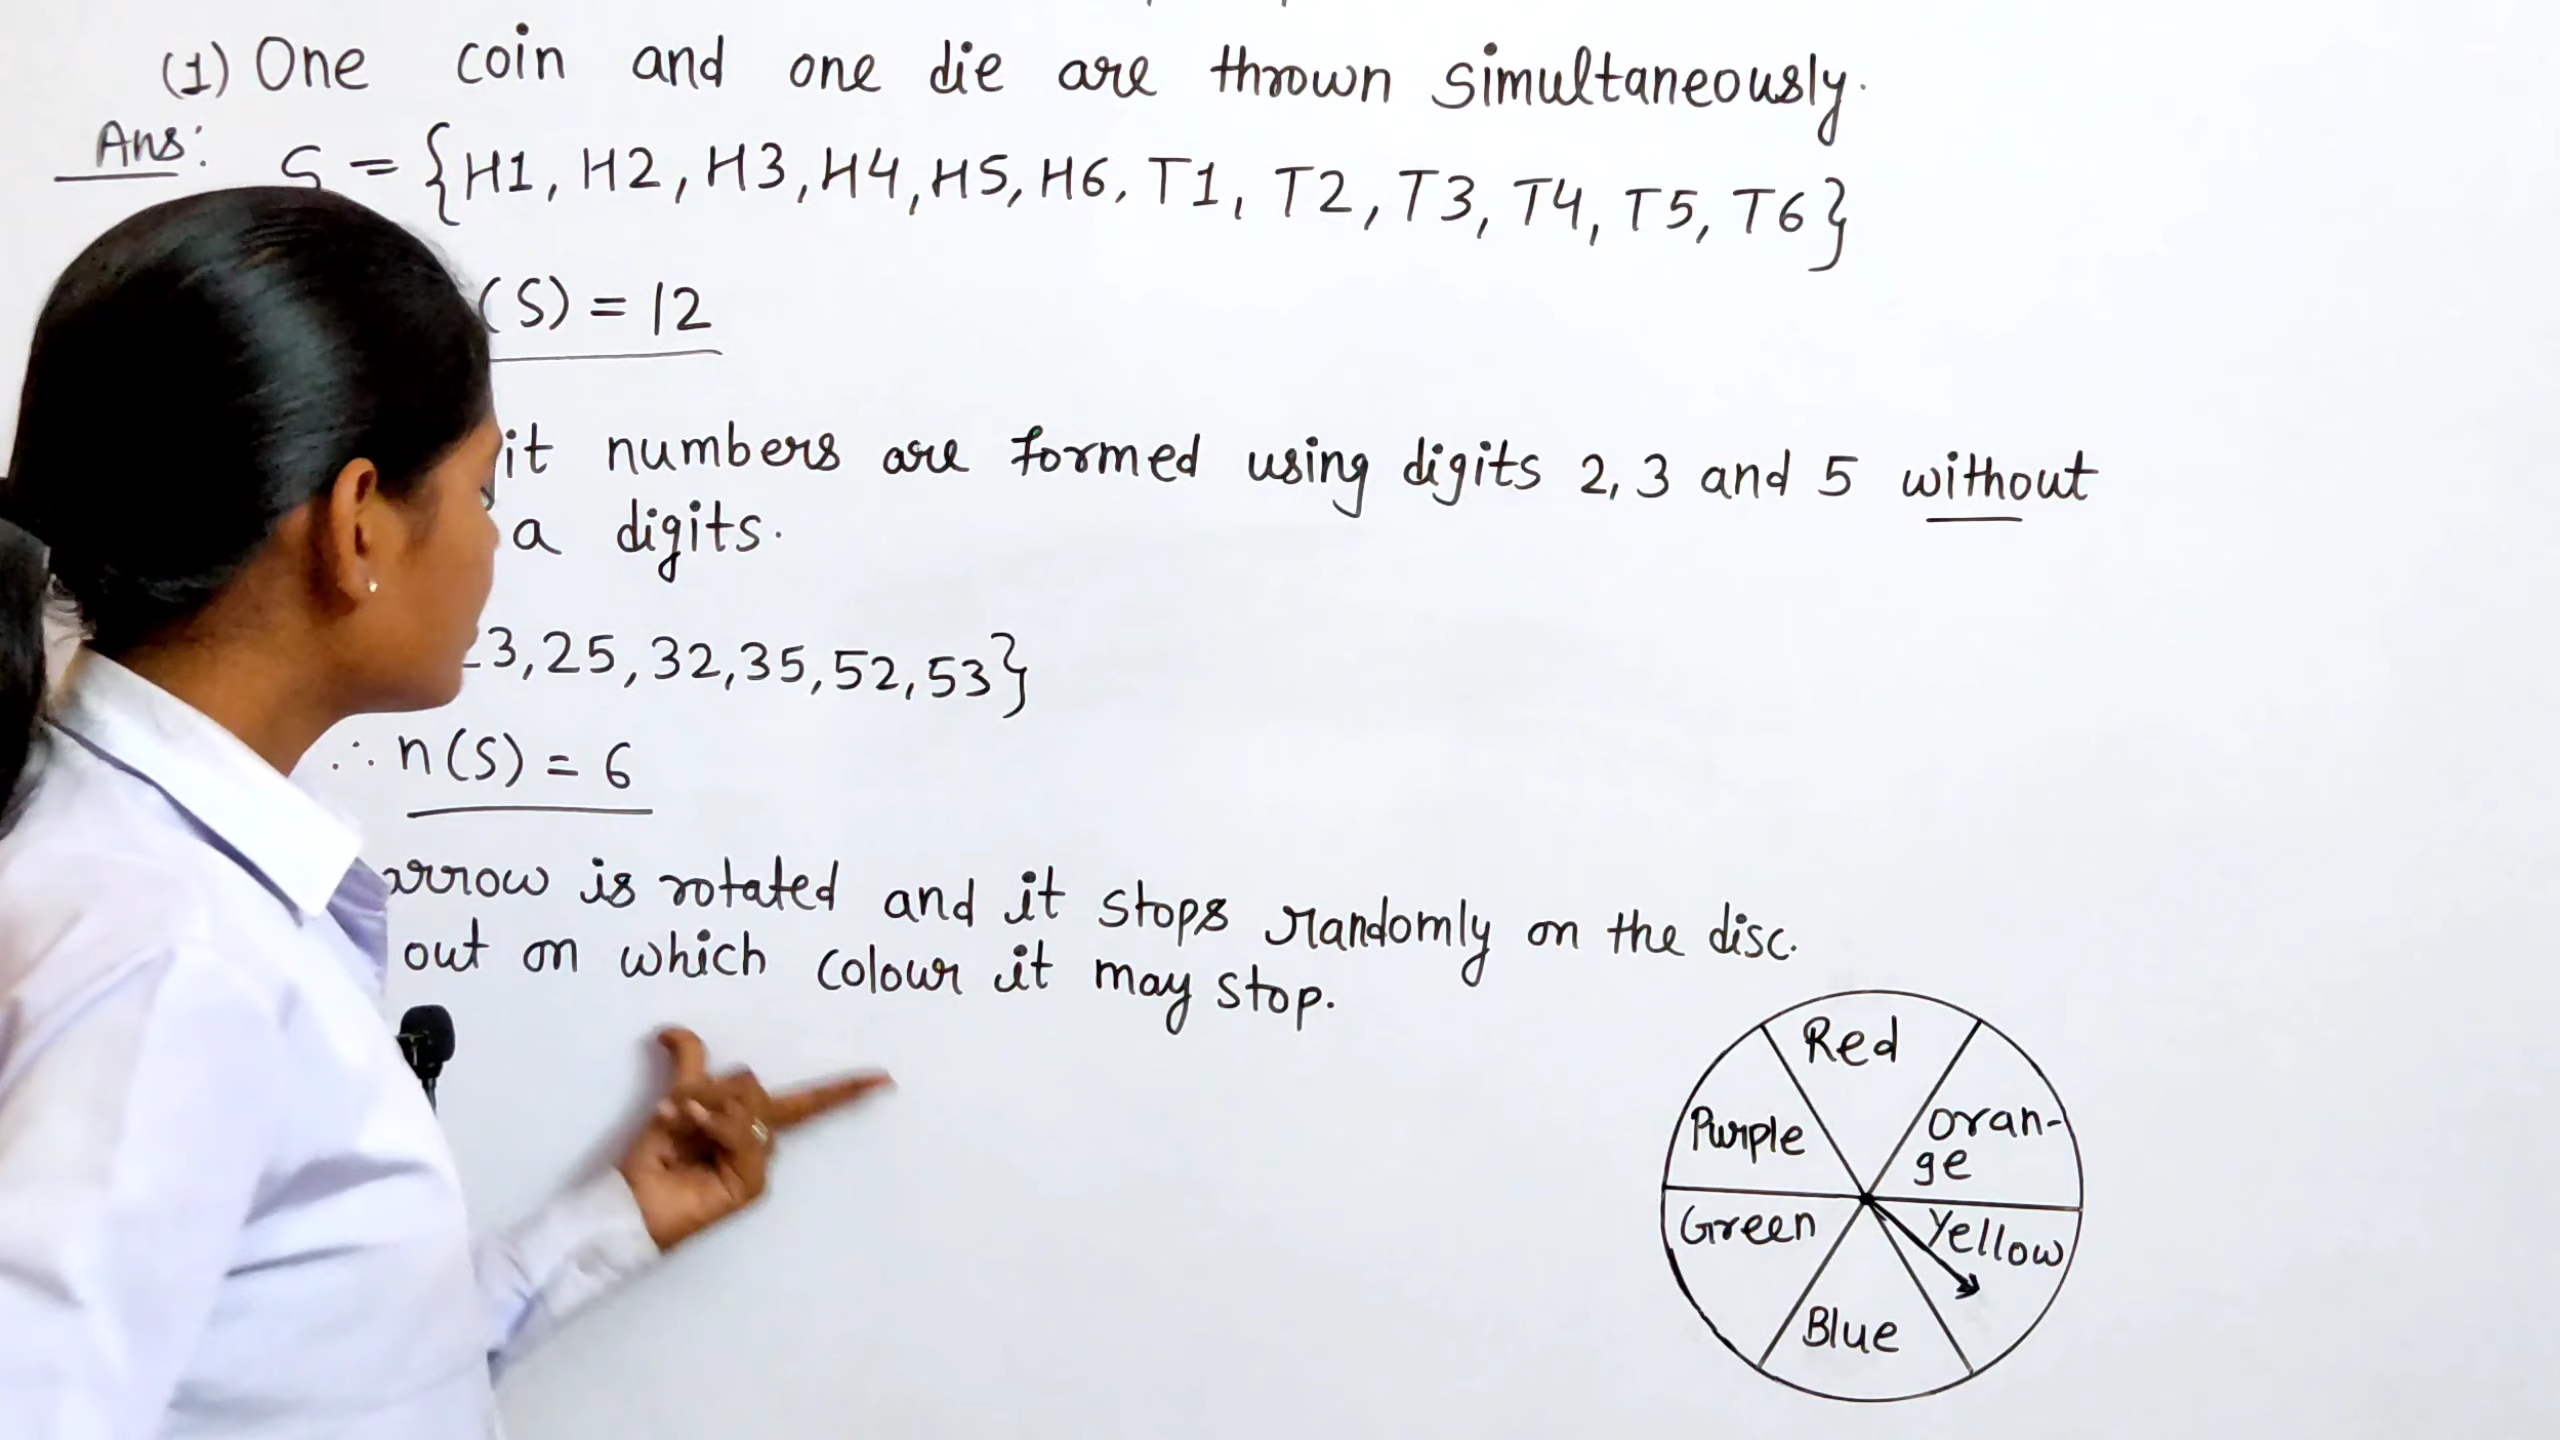 (1) One coin and one die are thrown simultaneously.
Ans: S = {H1, H2, H3, H4, H5, H6, T1, T2, T3, T4, T5, T6}
(S) = 12
it numbers are formed using digits 2, 3 and 5 without
a digits.
3, 25, 32, 35, 52, 53}
∴ n(S) = 6
arrow is rotated and it stops randomly on the disc.
out on which colour it may stop.
Red
Purple
Oran-
ge
Green
Yellow
Blue